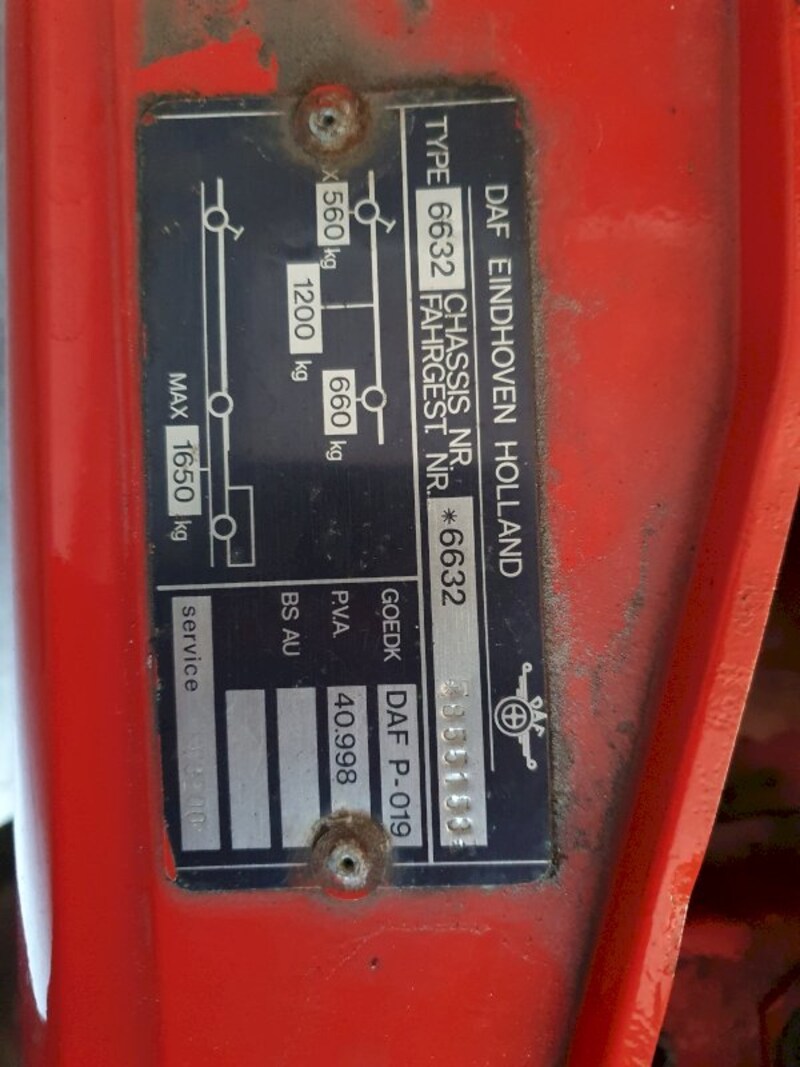 DAF EINDHOVEN HOLLAND
DAF
TYPE 6632 CHASSIS NR. *6632
FAHRGEST. NR.
X 560 kg
660 kg
1200 kg
MAX 1650 kg
GOEDK DAF P-019
P.V.A. 40.998
BS AU
service